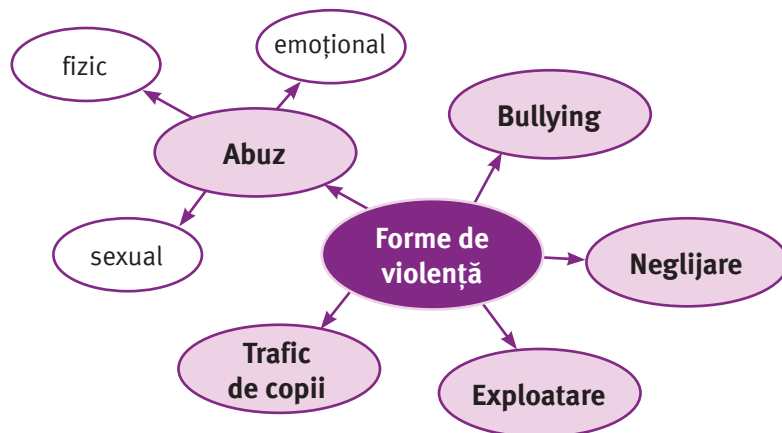 emoțional
fizic
Bullying
Abuz
Forme de
violență
sexual
Neglijare
Trafic
de copii
Exploatare